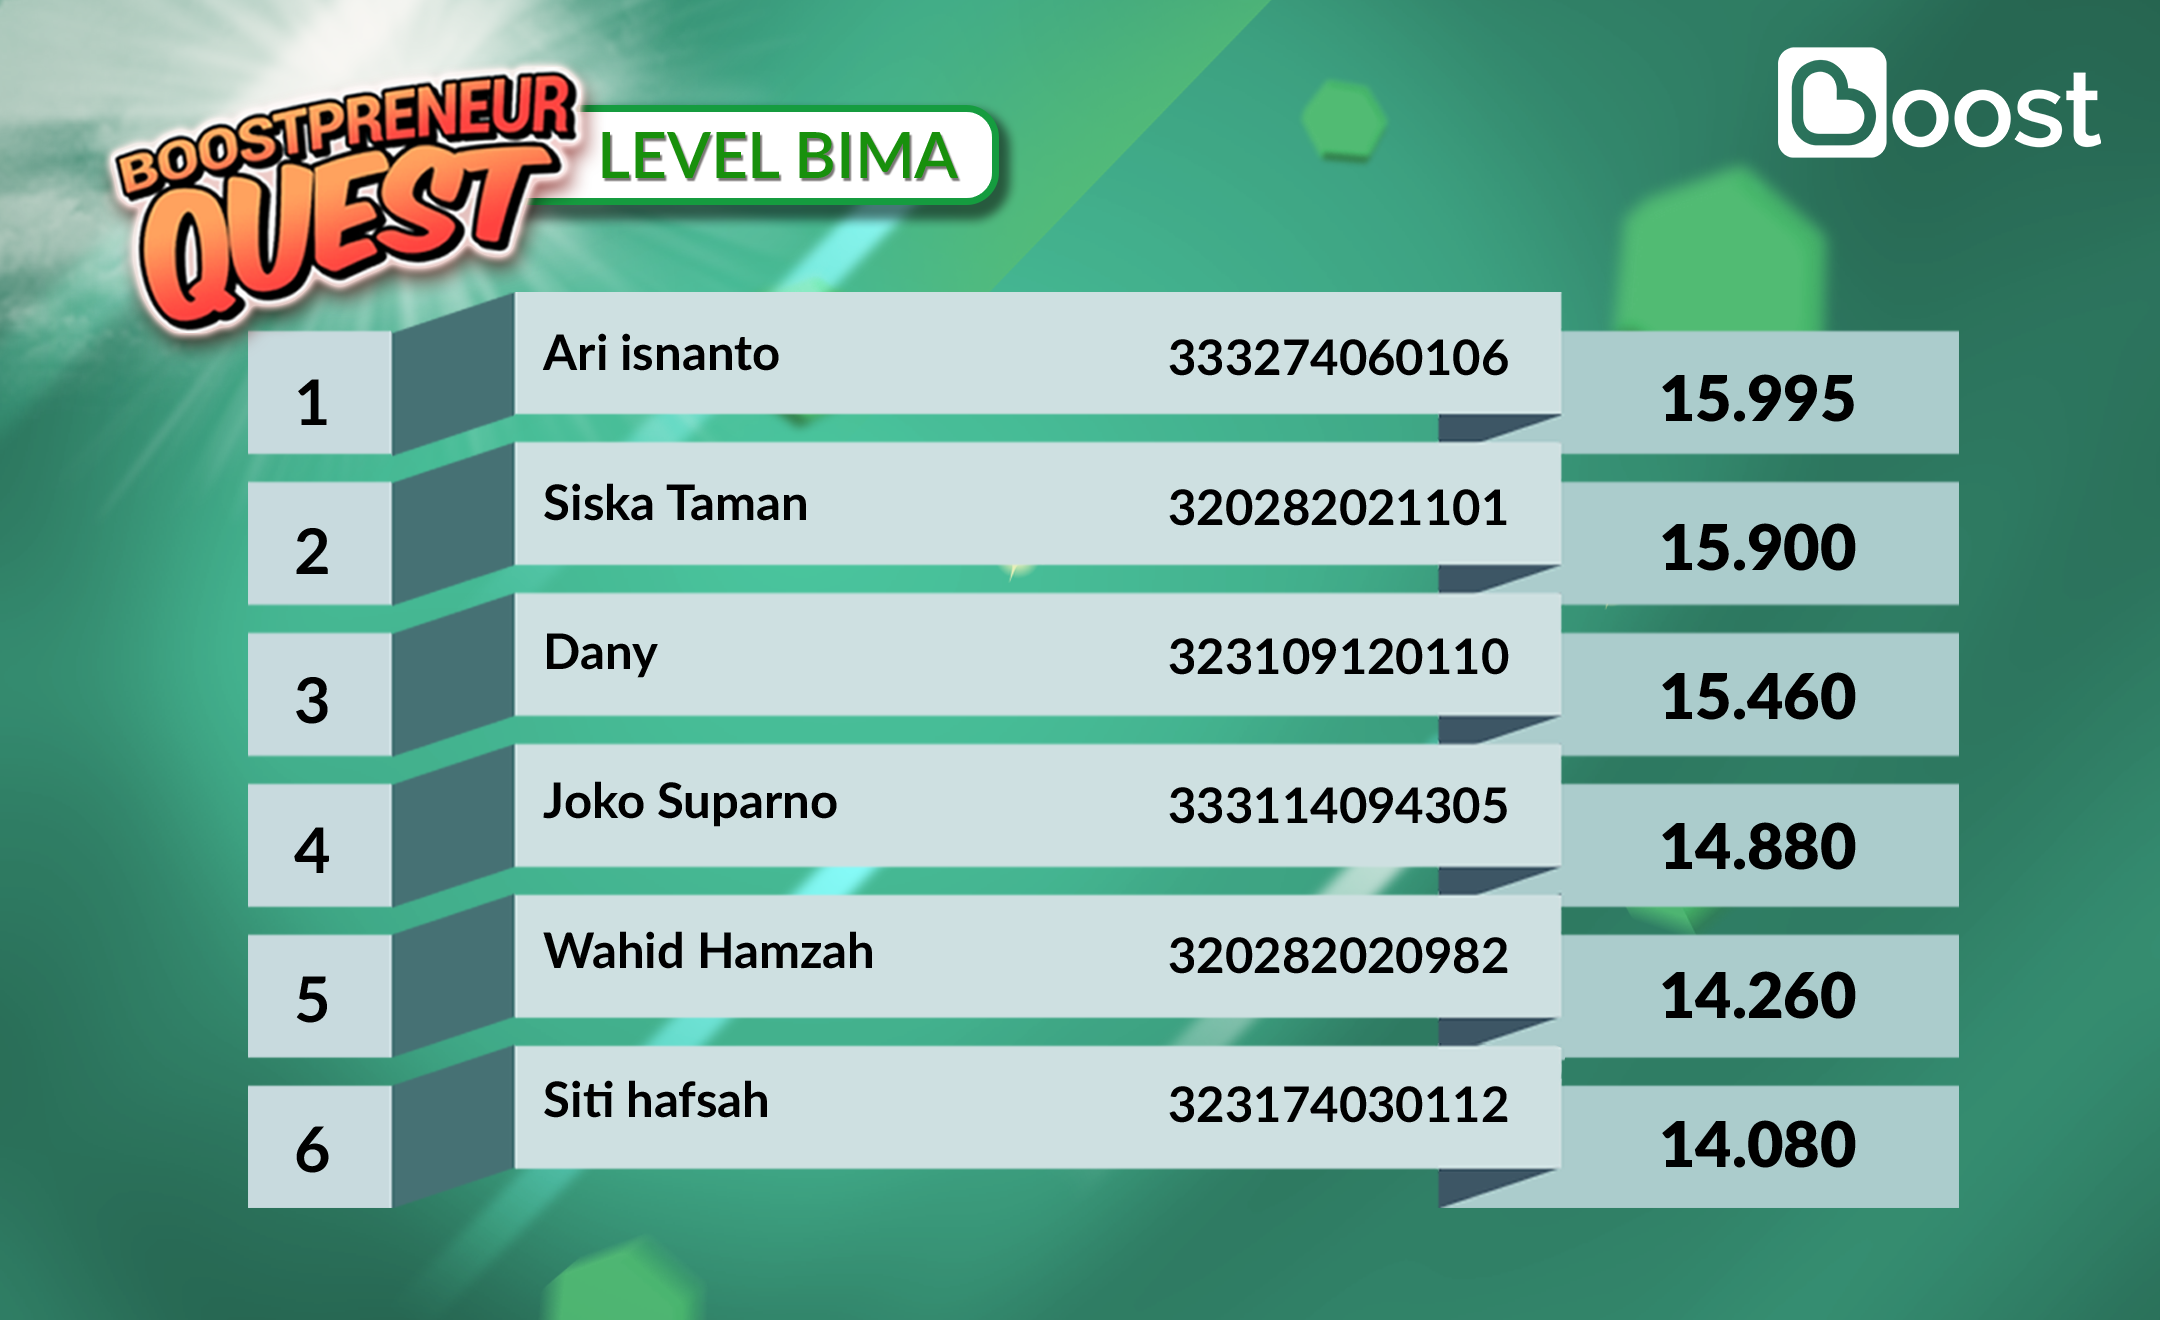 BOOSTPRENEUR
QUEST
LEVEL BIMA
Boost
1 Ari isnanto 333274060106 15.995
2 Siska Taman 320282021101 15.900
3 Dany 323109120110 15.460
4 Joko Suparno 333114094305 14.880
5 Wahid Hamzah 320282020982 14.260
6 Siti hafsah 323174030112 14.080